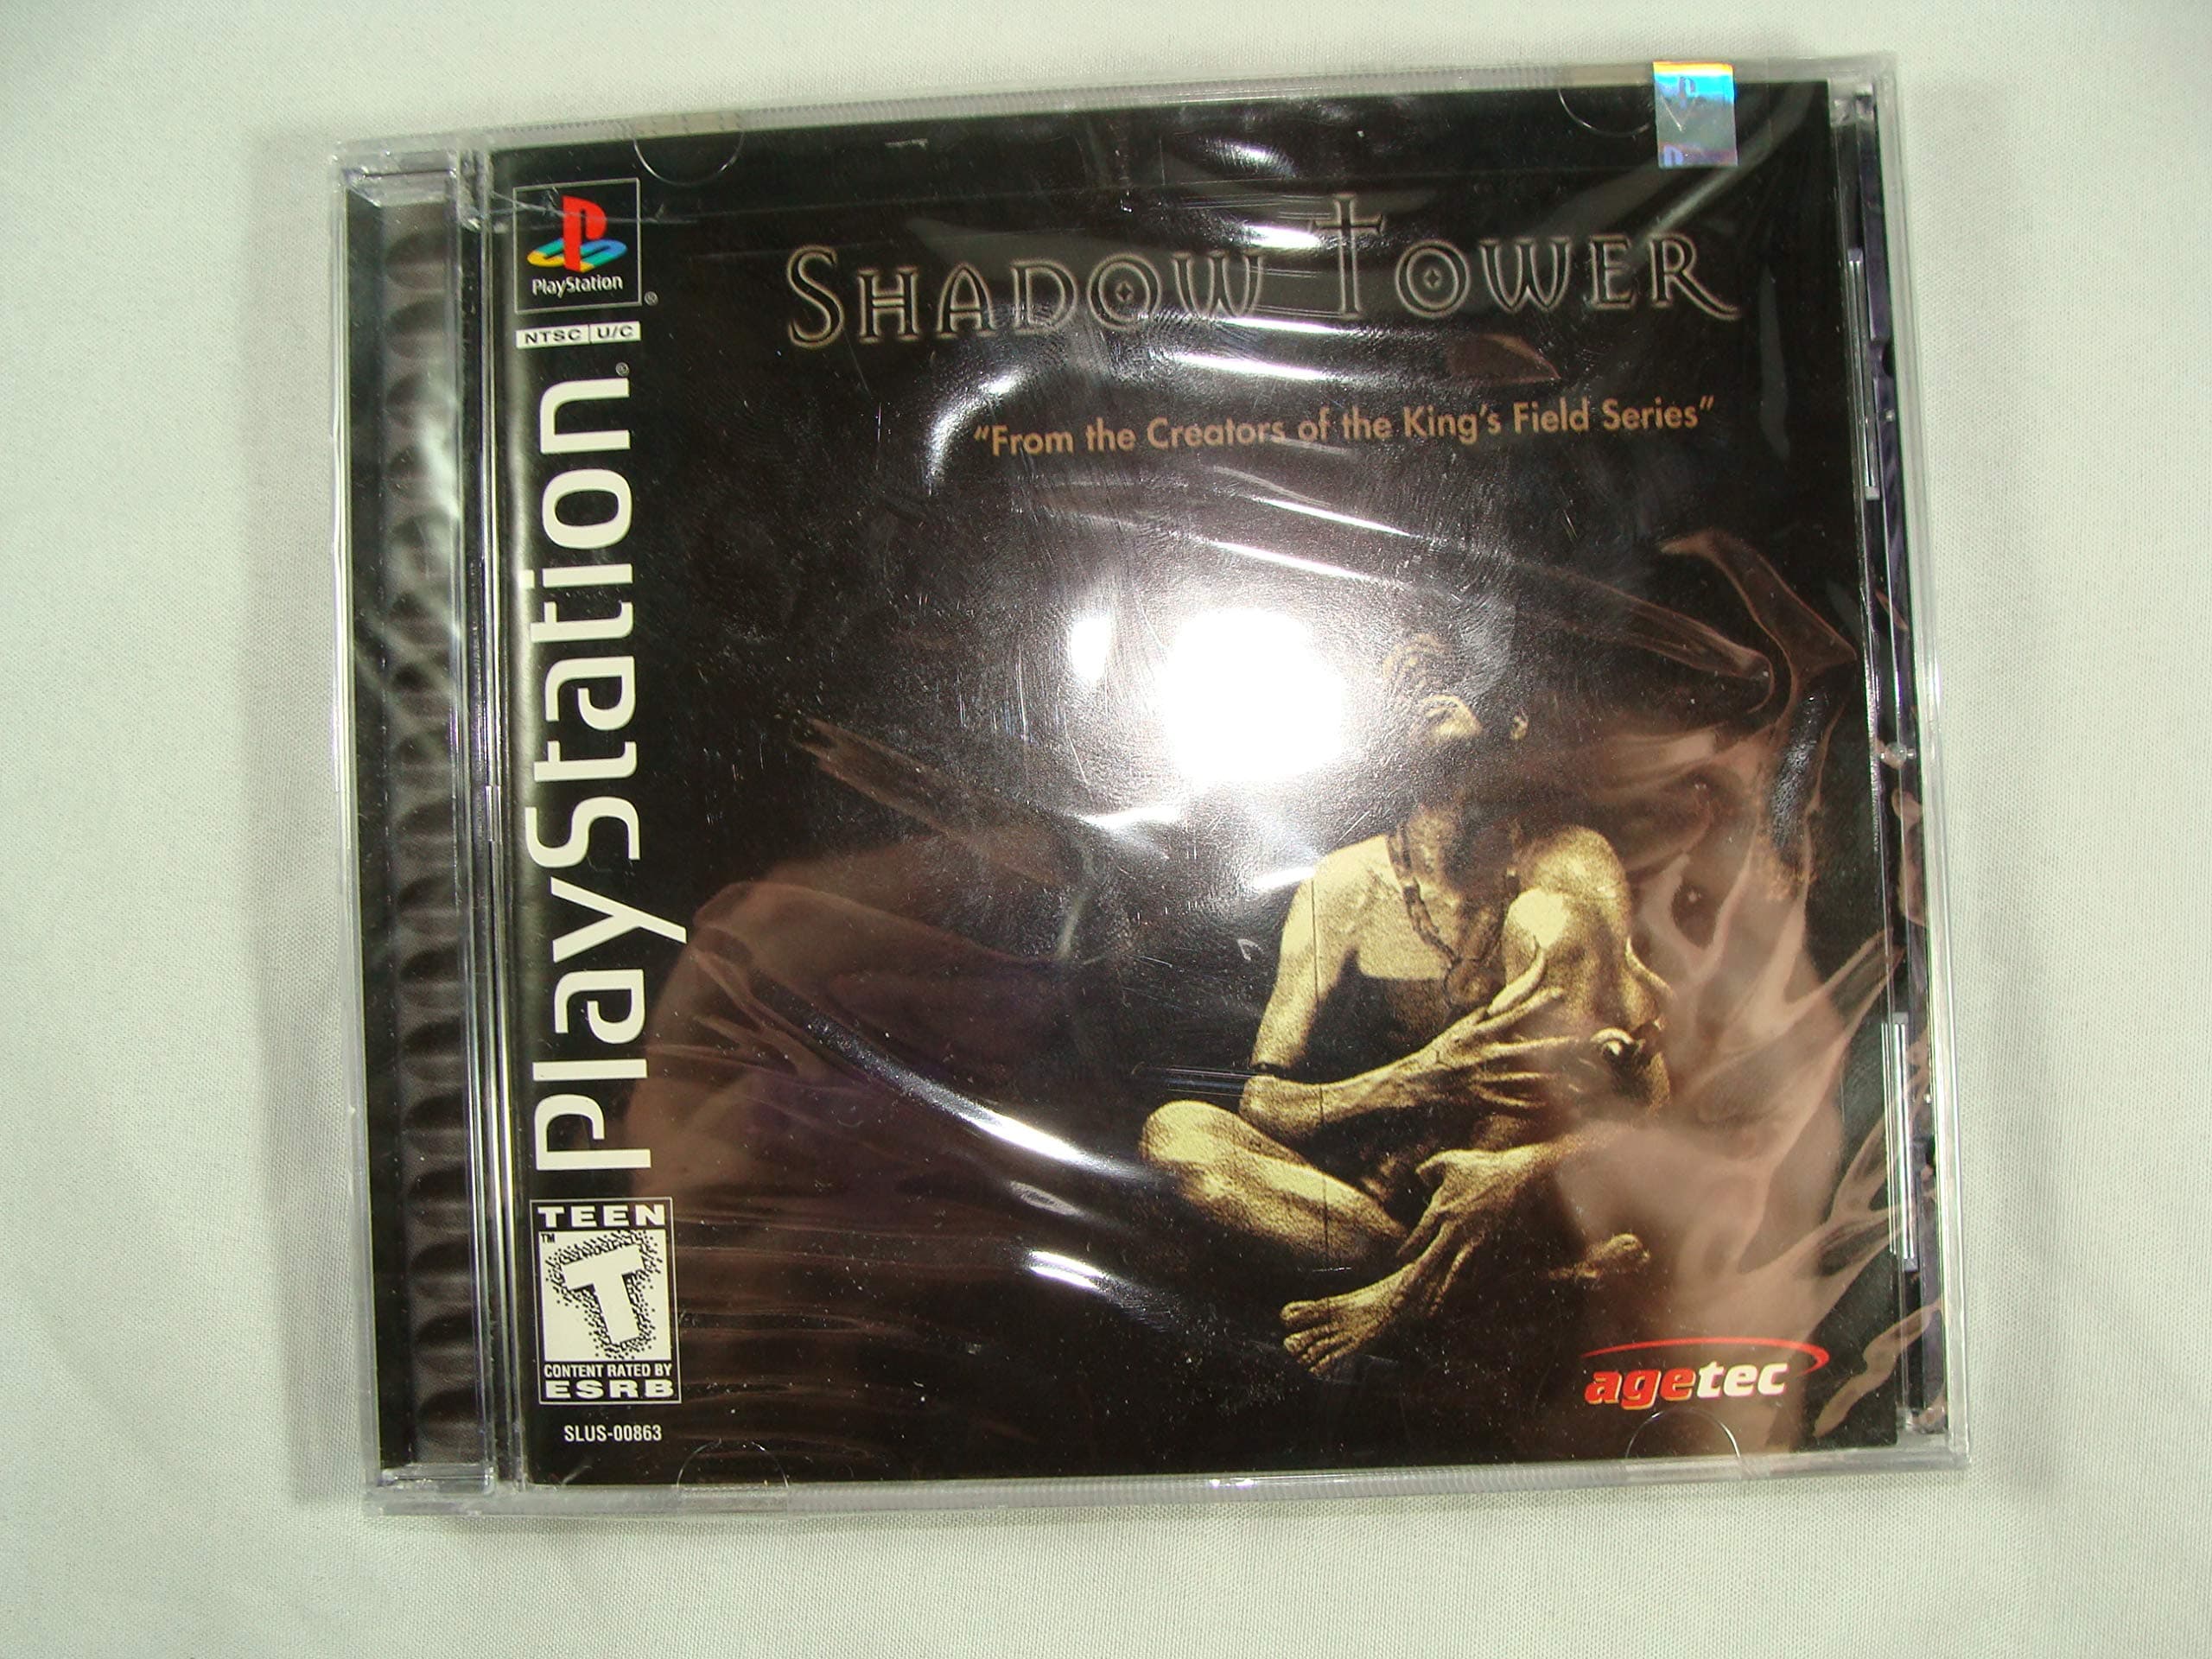 PlayStation
®
NTSC U/C
PlayStation®
SHADOW TOWER
"From the Creators of the King's Field Series"
TEEN
™
T
CONTENT RATED BY
ESRB
SLUS-00863
agetec